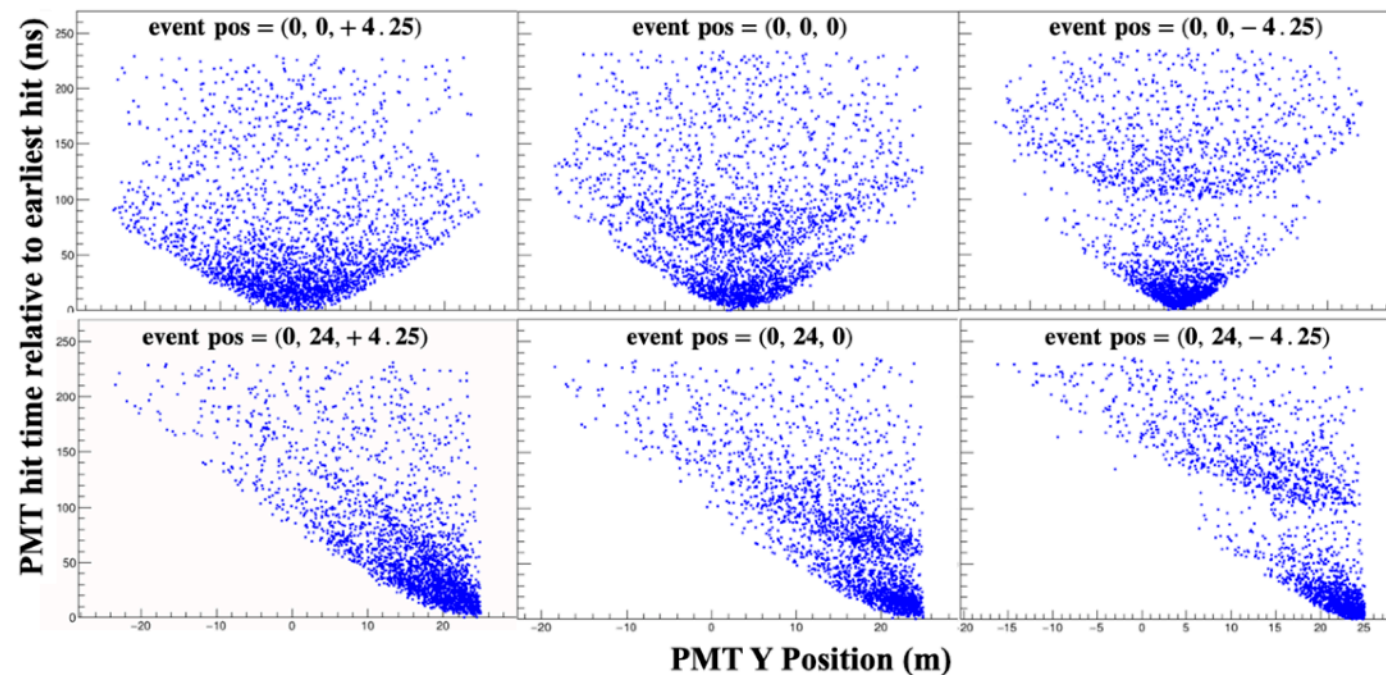 PMT hit time relative to earliest hit (ns)
event pos = (0, 0, +4.25)
event pos = (0, 0, 0)
event pos = (0, 0, −4.25)
250
200
150
100
50
0
event pos = (0, 24, +4.25)
event pos = (0, 24, 0)
event pos = (0, 24, −4.25)
250
200
150
100
50
0
−20 −10 0 10 20
−20 −10 0 10 20
−20 −15 −10 −5 0 5 10 15 20 25
PMT Y Position (m)